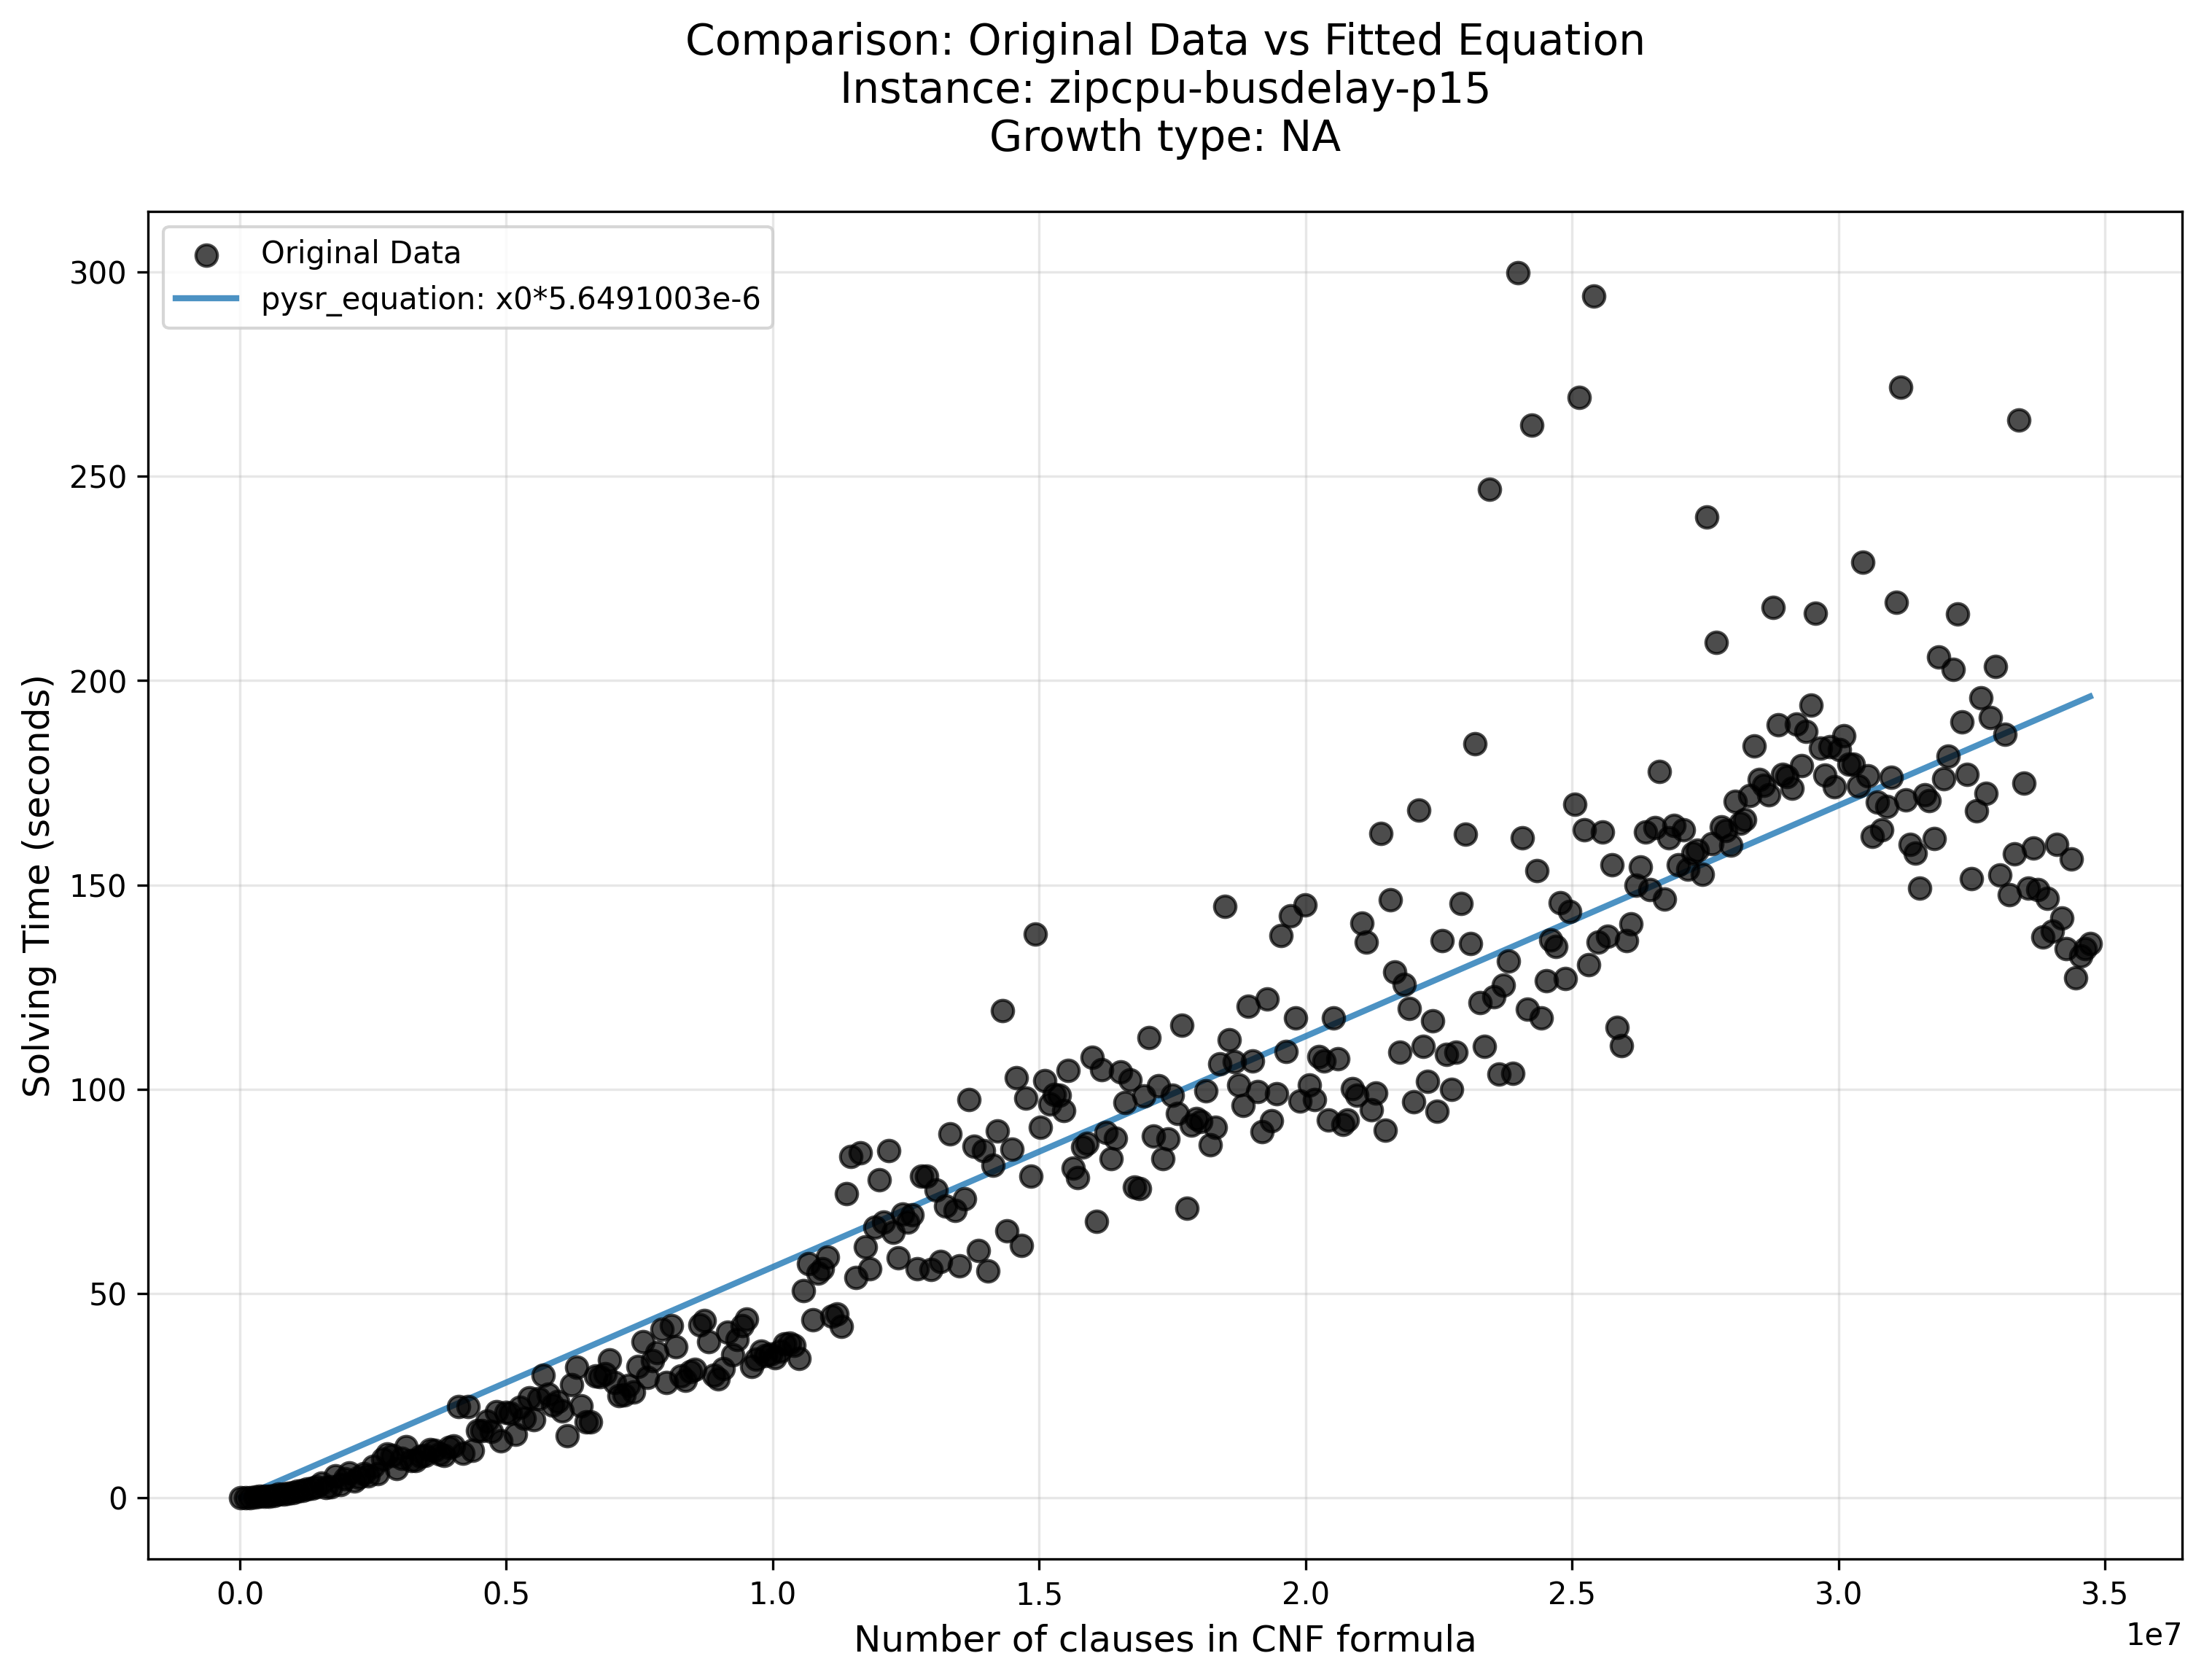 Comparison: Original Data vs Fitted Equation
Instance: zipcpu-busdelay-p15
Growth type: NA
Original Data
pysr_equation: x0*5.6491003e-6
300
250
200
150
100
50
0
Solving Time (seconds)
0.0 0.5 1.0 1.5 2.0 2.5 3.0 3.5
1e7
Number of clauses in CNF formula